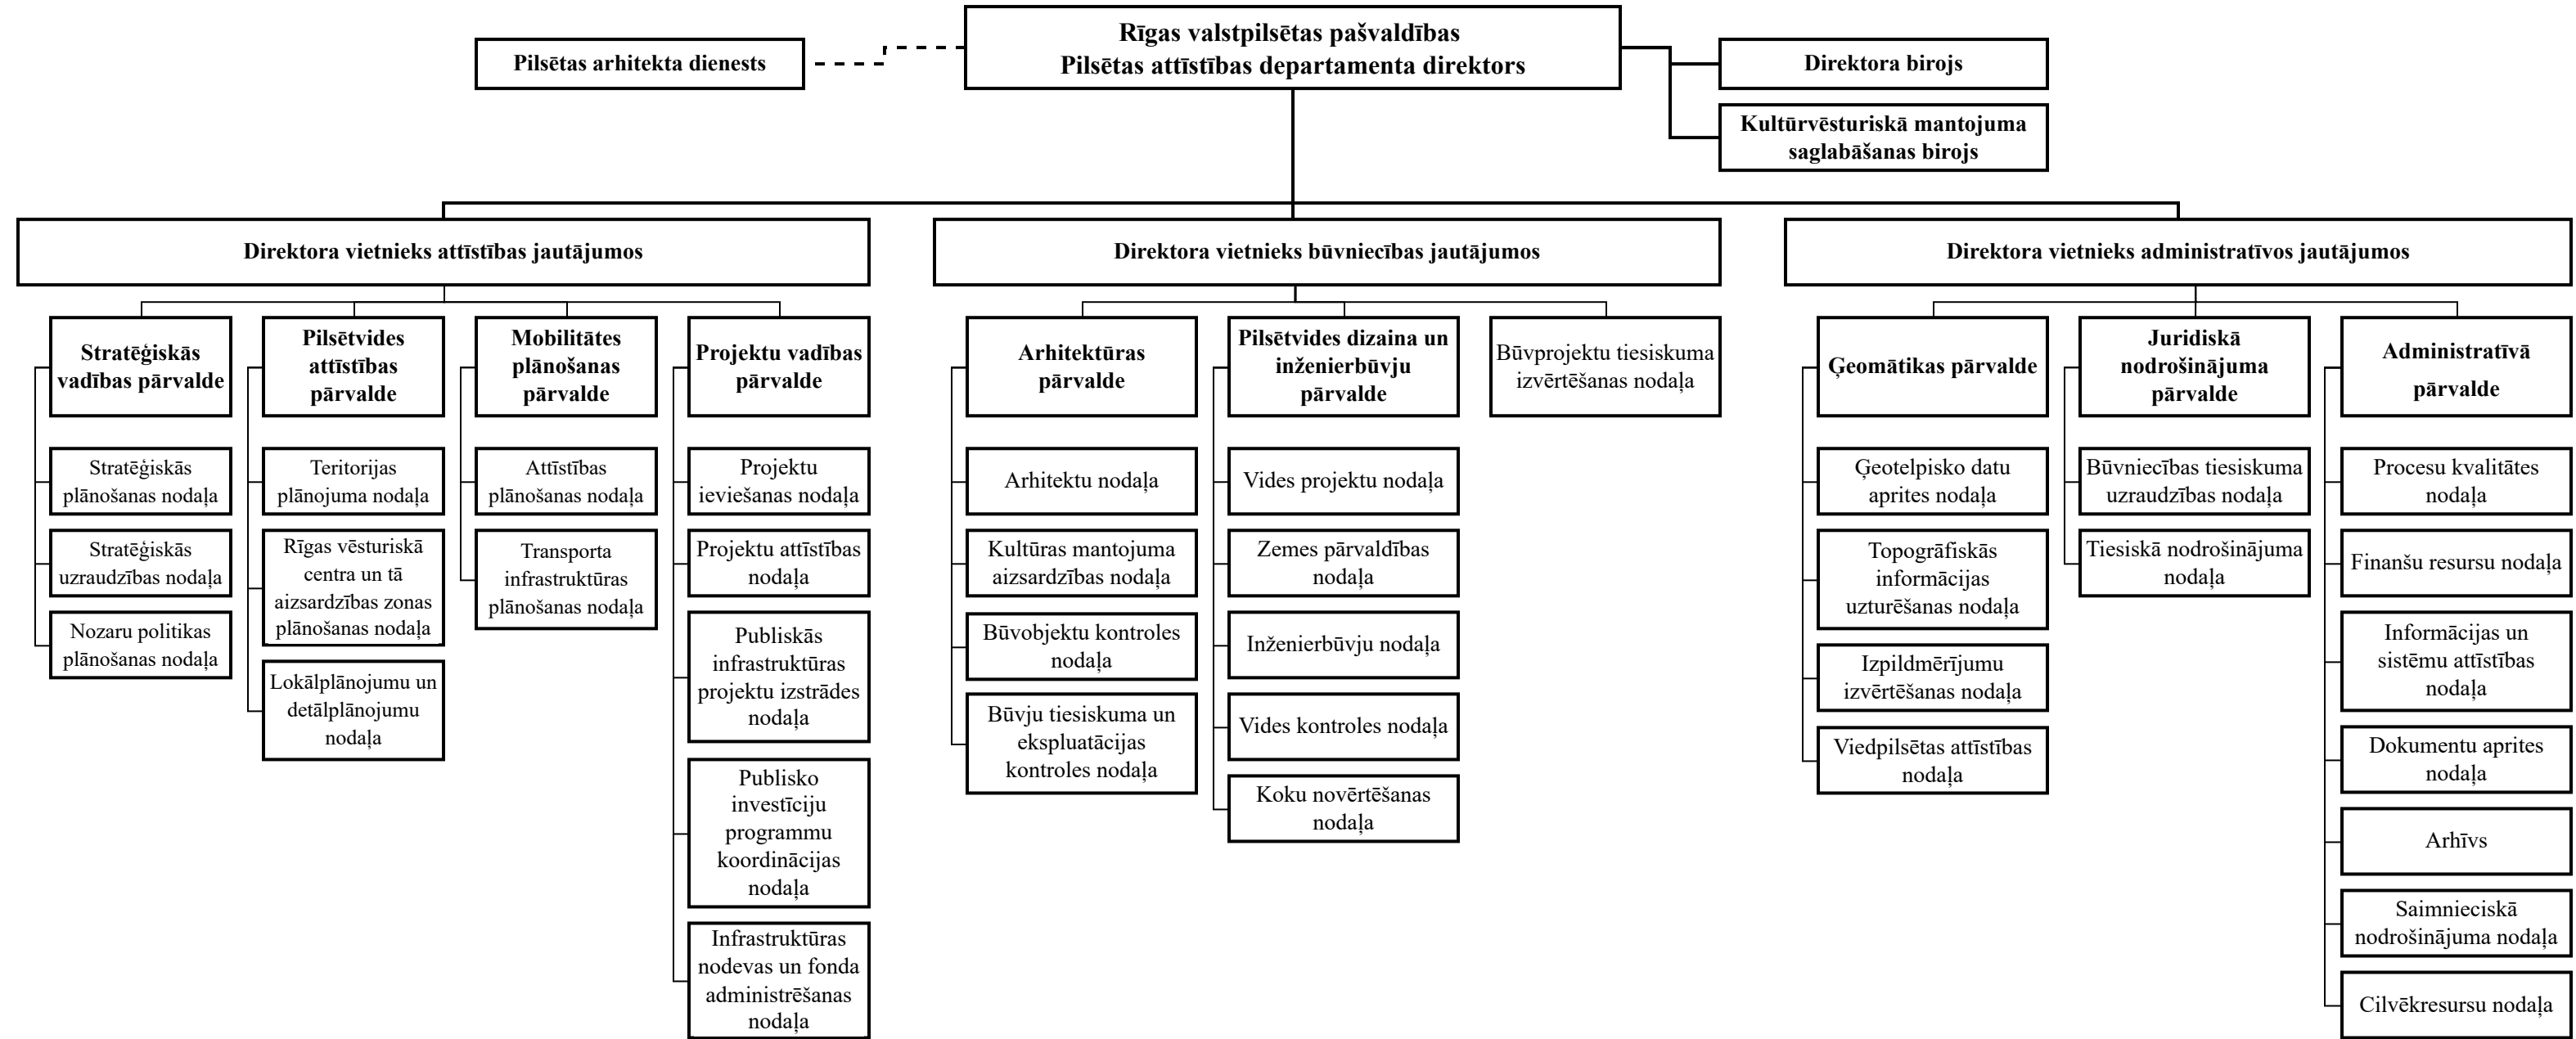 Rīgas valstpilsētas pašvaldības
Pilsētas attīstības departamenta direktors
Pilsētas arhitekta dienests
Direktora birojs
Kultūrvēsturiskā mantojuma
saglabāšanas birojs
Direktora vietnieks attīstības jautājumos
Direktora vietnieks būvniecības jautājumos
Direktora vietnieks administratīvos jautājumos
Stratēģiskās
vadības pārvalde
Stratēģiskās
plānošanas nodaļa
Stratēģiskās
uzraudzības nodaļa
Nozaru politikas
plānošanas nodaļa
Pilsētvides
attīstības
pārvalde
Teritorijas
plānojuma nodaļa
Rīgas vēsturiskā
centra un tā
aizsardzības zonas
plānošanas nodaļa
Lokālplānojumu un
detālplānojumu
nodaļa
Mobilitātes
plānošanas
pārvalde
Attīstības
plānošanas nodaļa
Transporta
infrastruktūras
plānošanas nodaļa
Projektu vadības
pārvalde
Projektu
ieviešanas nodaļa
Projektu attīstības
nodaļa
Publiskās
infrastruktūras
projektu izstrādes
nodaļa
Publisko
investīciju
programmu
koordinācijas
nodaļa
Infrastruktūras
nodevas un fonda
administrēšanas
nodaļa
Arhitektūras
pārvalde
Arhitektu nodaļa
Kultūras mantojuma
aizsardzības nodaļa
Būvobjektu kontroles
nodaļa
Būvju tiesiskuma un
ekspluatācijas
kontroles nodaļa
Pilsētvides dizaina un
inženierbūvju
pārvalde
Vides projektu nodaļa
Zemes pārvaldības
nodaļa
Inženierbūvju nodaļa
Vides kontroles nodaļa
Koku novērtēšanas
nodaļa
Būvprojektu tiesiskuma
izvērtēšanas nodaļa
Ģeomātikas pārvalde
Ģeotelpisko datu
aprites nodaļa
Topogrāfiskās
informācijas
uzturēšanas nodaļa
Izpildmērījumu
izvērtēšanas nodaļa
Viedpilsētas attīstības
nodaļa
Juridiskā
nodrošinājuma
pārvalde
Būvniecības tiesiskuma
uzraudzības nodaļa
Tiesiskā nodrošinājuma
nodaļa
Administratīvā
pārvalde
Procesu kvalitātes
nodaļa
Finanšu resursu nodaļa
Informācijas un
sistēmu attīstības
nodaļa
Dokumentu aprites
nodaļa
Arhīvs
Saimnieciskā
nodrošinājuma nodaļa
Cilvēkresursu nodaļa